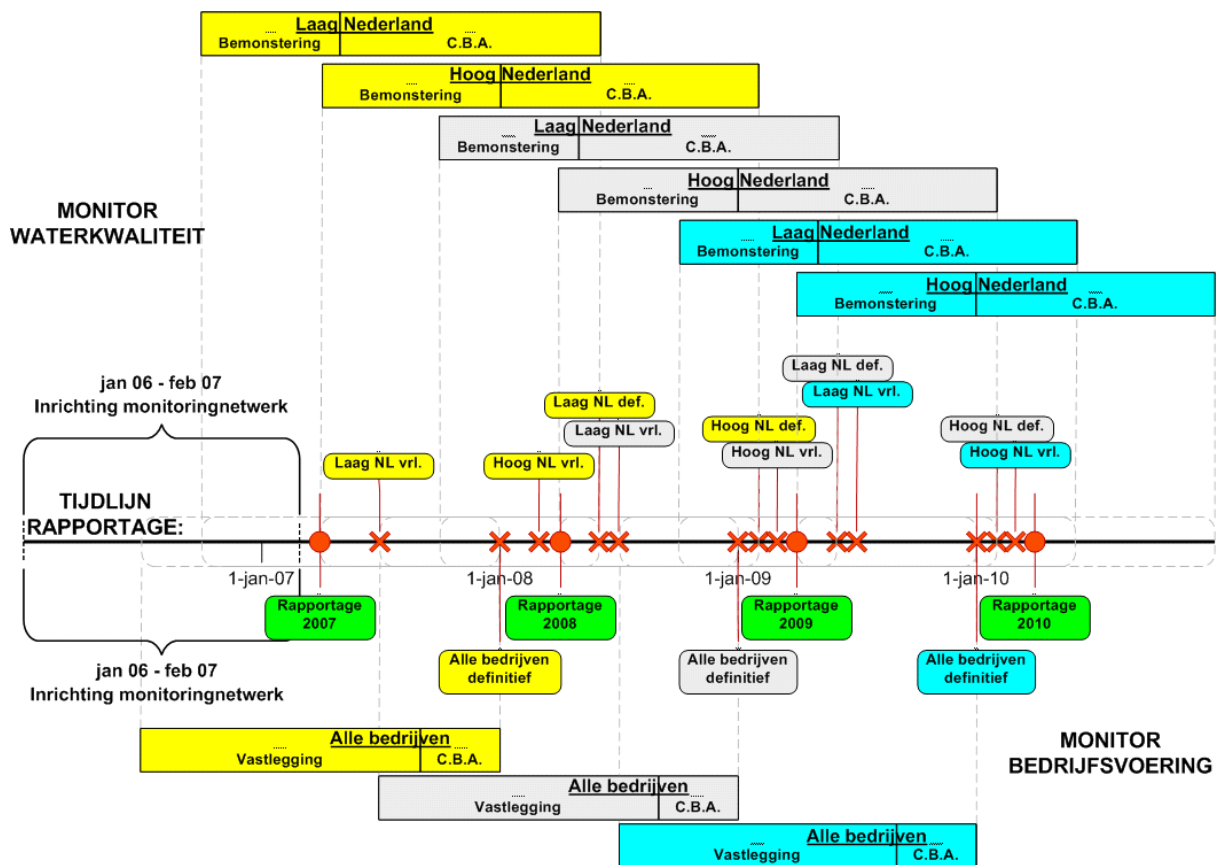 Laag Nederland
Bemonstering C.B.A.
Hoog Nederland
Bemonstering C.B.A.
Laag Nederland
Bemonstering C.B.A.
Hoog Nederland
Bemonstering C.B.A.
MONITOR
WATERKWALITEIT
Laag Nederland
Bemonstering C.B.A.
Hoog Nederland
Bemonstering C.B.A.
jan 06 - feb 07
Inrichting monitoringnetwerk
Laag NL def.
Laag NL vrl.
Laag NL def.
Laag NL vrl.
Hoog NL def.
Hoog NL vrl.
Hoog NL def.
Hoog NL vrl.
Laag NL vrl.
Hoog NL vrl.
TIJDLIJN
RAPPORTAGE:
1-jan-07
1-jan-08
1-jan-09
1-jan-10
Rapportage
2007
Rapportage
2008
Rapportage
2009
Rapportage
2010
jan 06 - feb 07
Inrichting monitoringnetwerk
Alle bedrijven
definitief
Alle bedrijven
definitief
Alle bedrijven
definitief
Alle bedrijven
Vastlegging C.B.A.
MONITOR
BEDRIJFSVOERING
Alle bedrijven
Vastlegging C.B.A.
Alle bedrijven
Vastlegging C.B.A.